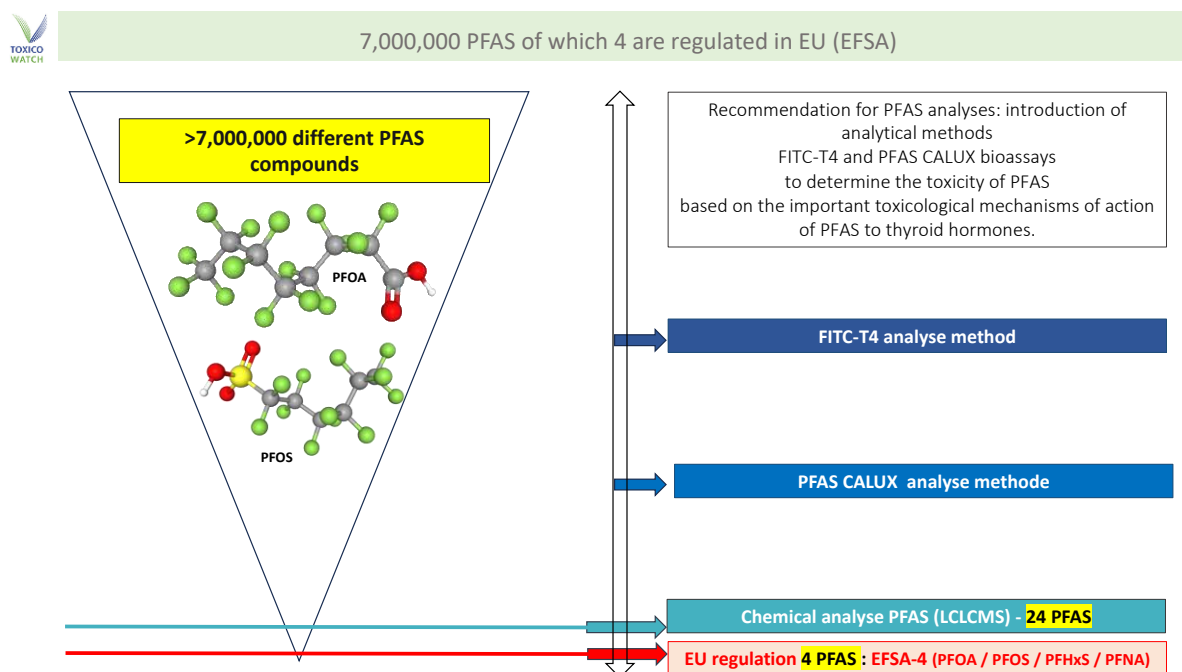 TOXICO
WATCH
7,000,000 PFAS of which 4 are regulated in EU (EFSA)
>7,000,000 different PFAS
compounds
PFOA
PFOS
Recommendation for PFAS analyses: introduction of
analytical methods
FITC-T4 and PFAS CALUX bioassays
to determine the toxicity of PFAS
based on the important toxicological mechanisms of action
of PFAS to thyroid hormones.
FITC-T4 analyse method
PFAS CALUX analyse methode
Chemical analyse PFAS (LCLCMS) - 24 PFAS
EU regulation 4 PFAS : EFSA-4 (PFOA / PFOS / PFHxS / PFNA)